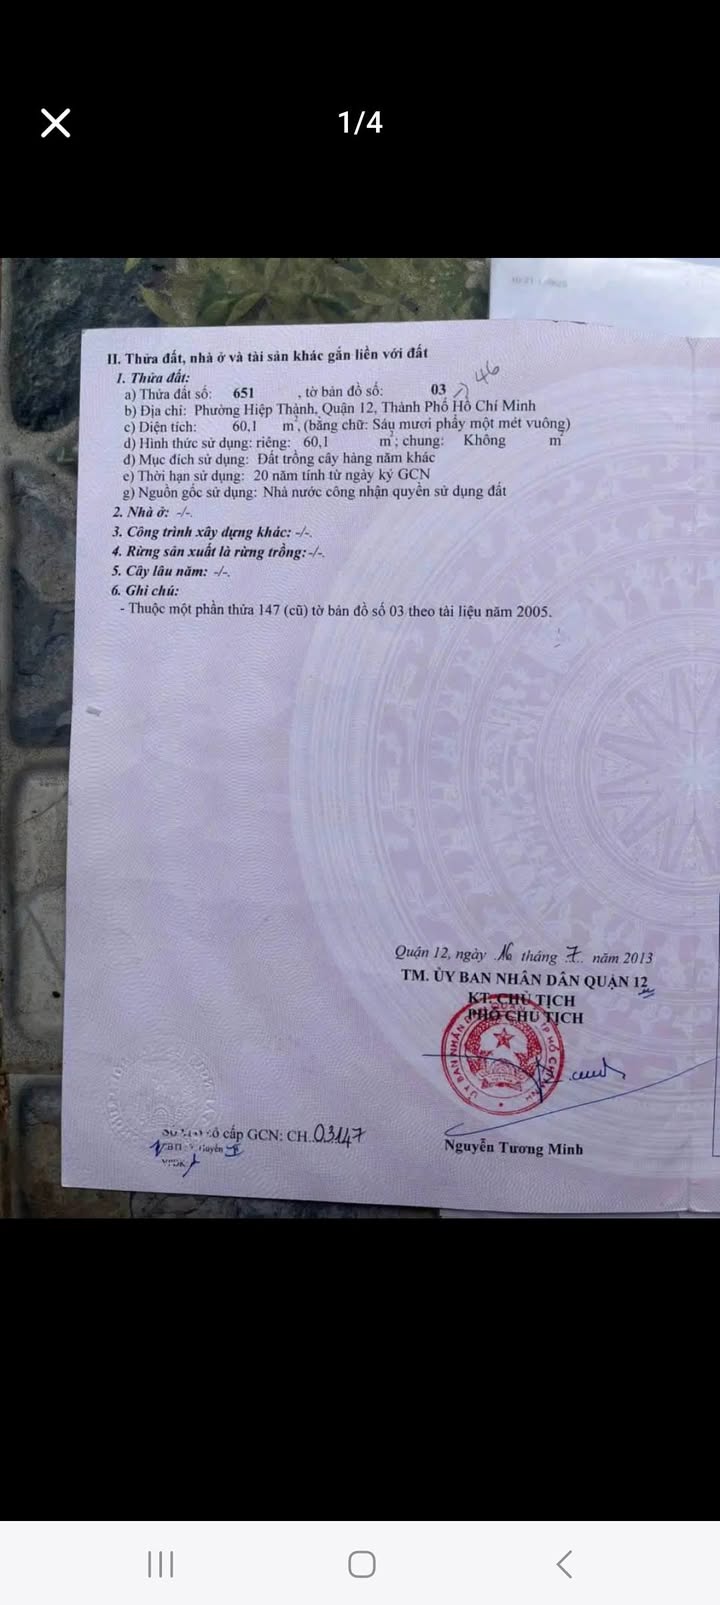 1/4
II. Thửa đất, nhà ở và tài sản khác gắn liền với đất
1. Thửa đất:
a) Thửa đất số: 651 , tờ bản đồ số: 03 46
b) Địa chỉ: Phường Hiệp Thành, Quận 12, Thành Phố Hồ Chí Minh
c) Diện tích: 60,1 m², (bằng chữ: Sáu mươi phẩy một mét vuông)
d) Hình thức sử dụng: riêng: 60,1 m²; chung: Không m²
đ) Mục đích sử dụng: Đất trồng cây hàng năm khác
e) Thời hạn sử dụng: 20 năm tính từ ngày ký GCN
g) Nguồn gốc sử dụng: Nhà nước công nhận quyền sử dụng đất
2. Nhà ở: -/-.
3. Công trình xây dựng khác: -/-.
4. Rừng sản xuất là rừng trồng: -/-.
5. Cây lâu năm: -/-.
6. Ghi chú:
- Thuộc một phần thửa 147 (cũ) tờ bản đồ số 03 theo tài liệu năm 2005.
Quận 12, ngày 16 tháng 7 năm 2013
TM. ỦY BAN NHÂN DÂN QUẬN 12
KT. CHỦ TỊCH
PHÓ CHỦ TỊCH
Nguyễn Tương Minh
cấp GCN: CH 03147